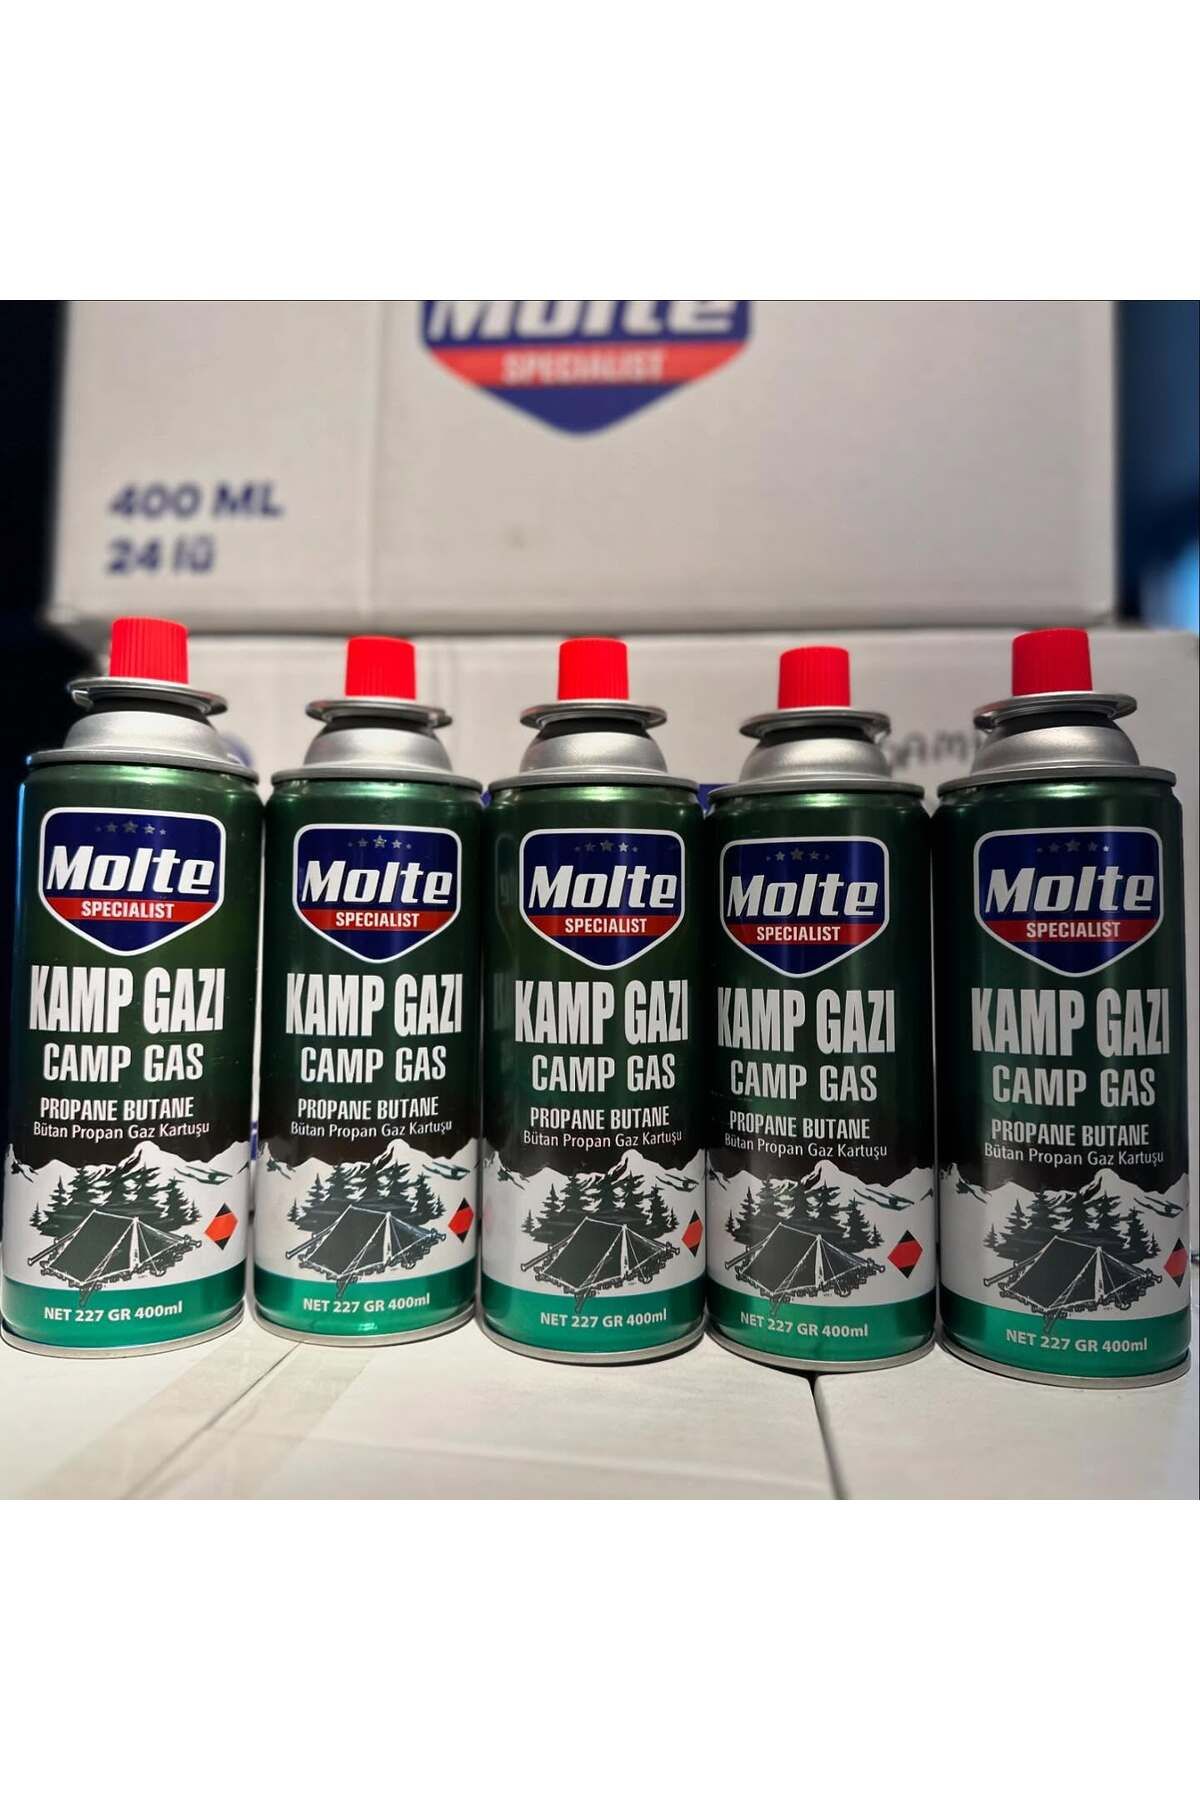 Molte
SPECIALIST
400 ML
24 lü
Molte
SPECIALIST
KAMP GAZI
CAMP GAS
PROPANE BUTANE
Bütan Propan Gaz Kartuşu
NET 227 GR 400ml
Molte
SPECIALIST
KAMP GAZI
CAMP GAS
PROPANE BUTANE
Bütan Propan Gaz Kartuşu
NET 227 GR 400ml
Molte
SPECIALIST
KAMP GAZI
CAMP GAS
PROPANE BUTANE
Bütan Propan Gaz Kartuşu
NET 227 GR 400ml
Molte
SPECIALIST
KAMP GAZI
CAMP GAS
PROPANE BUTANE
Bütan Propan Gaz Kartuşu
NET 227 GR 400ml
Molte
SPECIALIST
KAMP GAZI
CAMP GAS
PROPANE BUTANE
Bütan Propan Gaz Kartuşu
NET 227 GR 400ml